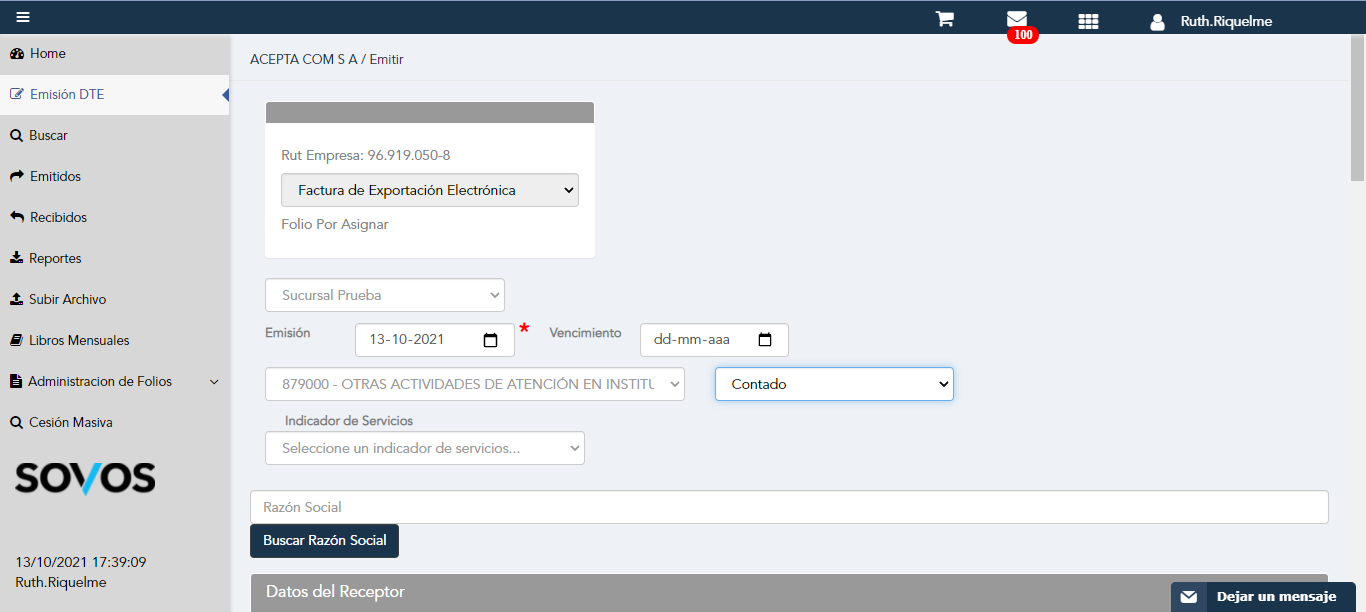 100
Ruth.Riquelme
Home
Emisión DTE
Buscar
Emitidos
Recibidos
Reportes
Subir Archivo
Libros Mensuales
Administracion de Folios
Cesión Masiva
SOVOS
13/10/2021 17:39:09
Ruth.Riquelme
ACEPTA COM S A / Emitir
Rut Empresa: 96.919.050-8
Factura de Exportación Electrónica
Folio Por Asignar
Sucursal Prueba
Emisión 13-10-2021 * Vencimiento dd-mm-aaa
879000 - OTRAS ACTIVIDADES DE ATENCIÓN EN INSTITU Contado
Indicador de Servicios
Seleccione un indicador de servicios...
Razón Social
Buscar Razón Social
Datos del Receptor
Dejar un mensaje